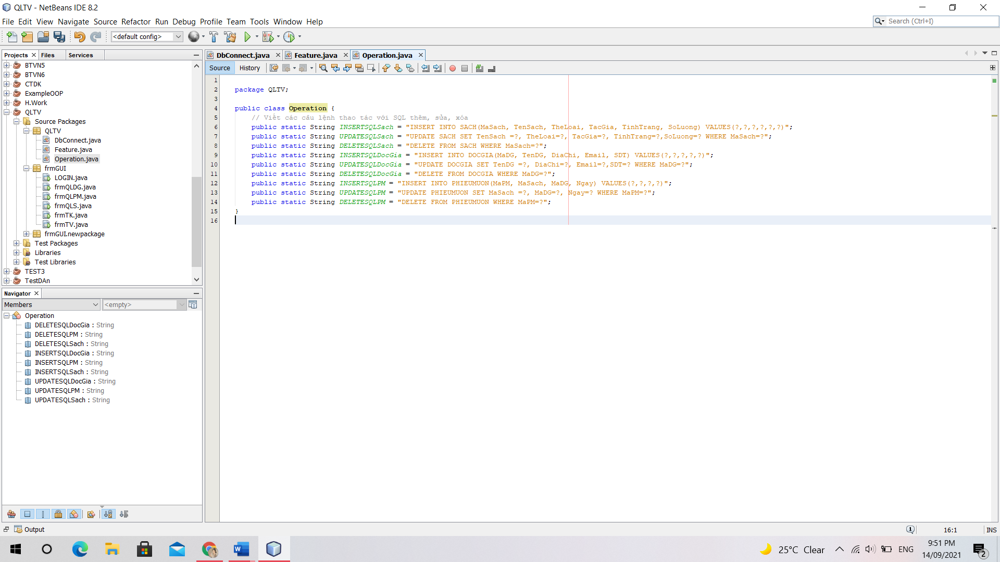 QLTV - NetBeans IDE 8.2
File Edit View Navigate Source Refactor Run Debug Profile Team Tools Window Help
Search (Ctrl+I)
<default config>
Projects Files Services
BTVN5
BTVN6
CTDK
ExampleOOP
H.Work
QLTV
Source Packages
QLTV
DbConnect.java
Feature.java
Operation.java
frmGUI
LOGIN.java
frmQLDG.java
frmQLPM.java
frmQLS.java
frmTK.java
frmTV.java
frmGUI.newpackage
Test Packages
Libraries
Test Libraries
TEST3
TestDAn
Navigator
Members <empty>
Operation
DELETESQLDocGia : String
DELETESQLPM : String
DELETESQLSach : String
INSERTSQLDocGia : String
INSERTSQLPM : String
INSERTSQLSach : String
UPDATESQLDocGia : String
UPDATESQLPM : String
UPDATESQLSach : String
DbConnect.java Feature.java Operation.java
Source History
1
2 package QLTV;
3
4 public class Operation {
5 // Viết các câu lệnh thao tác với SQL thêm, sửa, xóa
6 public static String INSERTSQLSach = "INSERT INTO SACH(MaSach, TenSach, TheLoai, TacGia, TinhTrang, SoLuong) VALUES(?,?,?,?,?,?)";
7 public static String UPDATESQLSach = "UPDATE SACH SET TenSach =?, TheLoai=?, TacGia=?, TinhTrang=?,SoLuong=? WHERE MaSach=?";
8 public static String DELETESQLSach = "DELETE FROM SACH WHERE MaSach=?";
9 public static String INSERTSQLDocGia = "INSERT INTO DOCGIA(MaDG, TenDG, DiaChi, Email, SDT) VALUES(?,?,?,?,?)";
10 public static String UPDATESQLDocGia = "UPDATE DOCGIA SET TenDG =?, DiaChi=?, Email=?,SDT=? WHERE MaDG=?";
11 public static String DELETESQLDocGia = "DELETE FROM DOCGIA WHERE MaDG=?";
12 public static String INSERTSQLPM = "INSERT INTO PHIEUMUON(MaPM, MaSach, MaDG, Ngay) VALUES(?,?,?,?)";
13 public static String UPDATESQLPM = "UPDATE PHIEUMUON SET MaSach =?, MaDG=?, Ngay=? WHERE MaPM=?";
14 public static String DELETESQLPM = "DELETE FROM PHIEUMUON WHERE MaPM=?";
15 }
16
Output
1
16:1 INS
25°C Clear
ENG
9:51 PM
14/09/2021
2